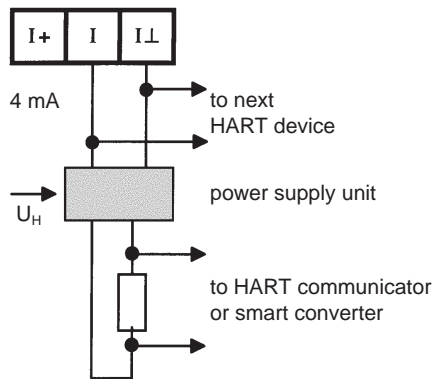 I+ I I⊥
4 mA
to next
HART device
power supply unit
U_H
to HART communicator
or smart converter